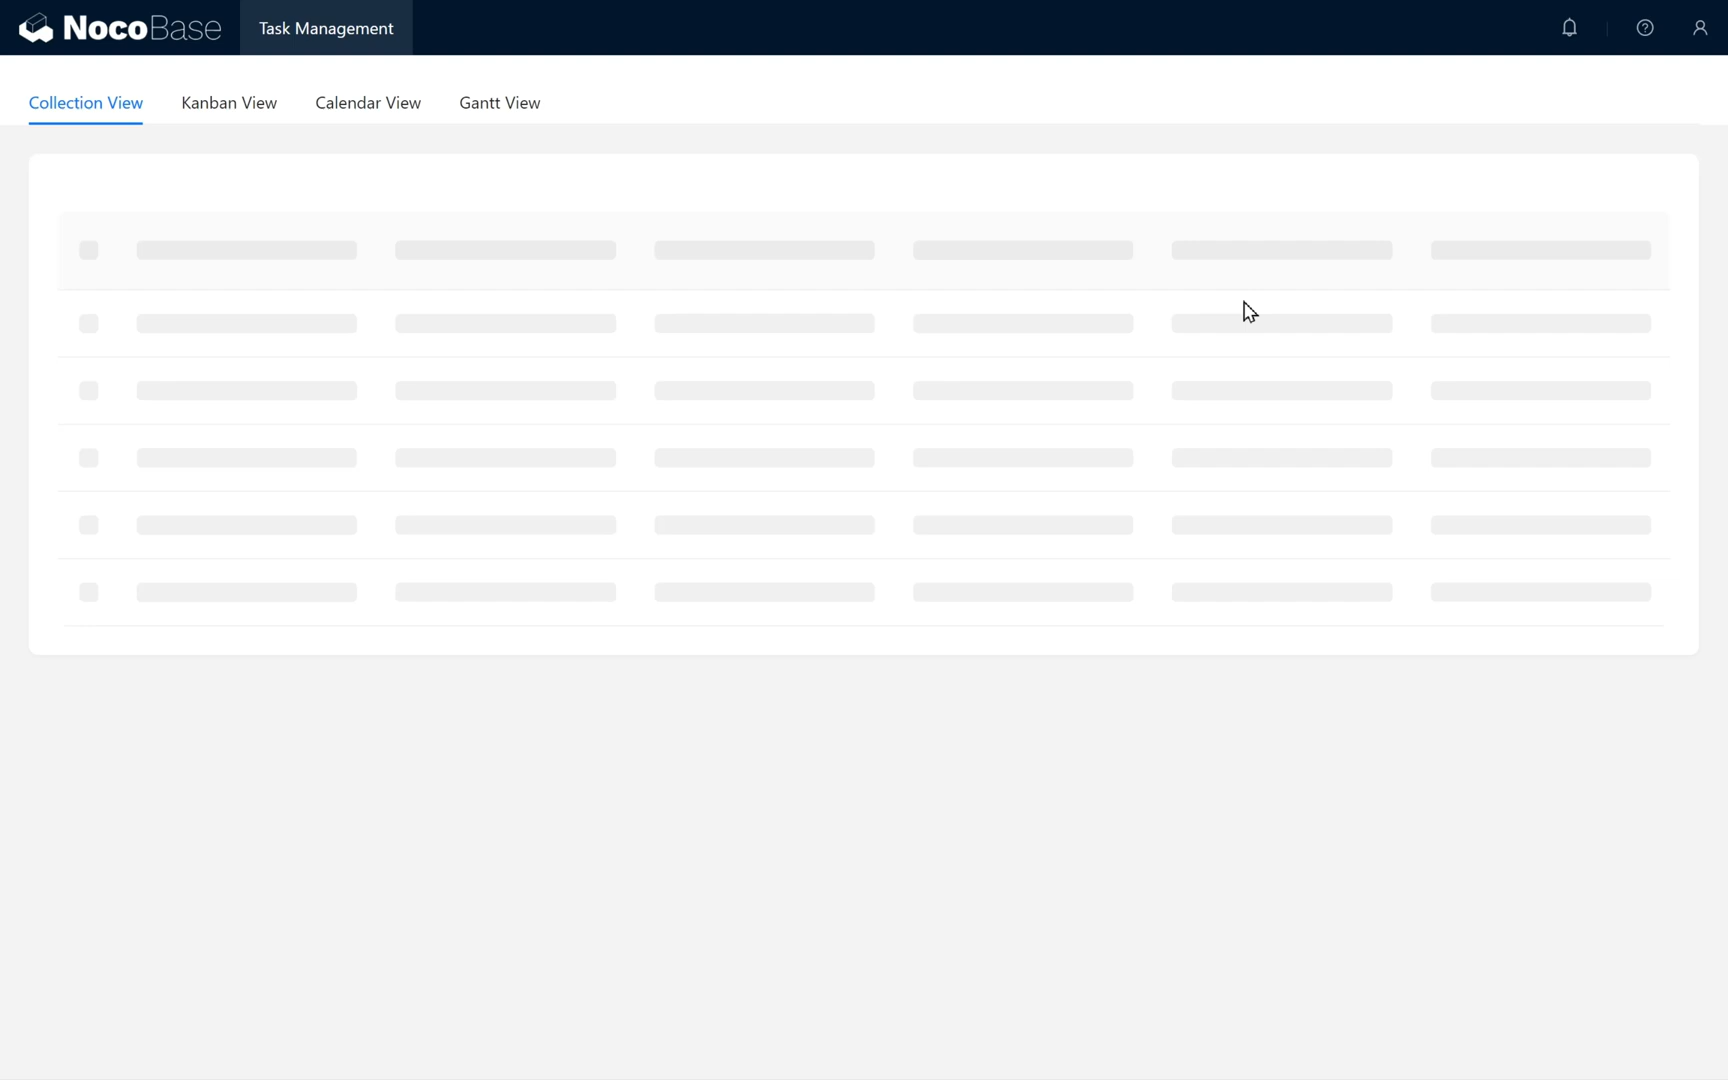 NocoBase
Task Management
Collection View
Kanban View
Calendar View
Gantt View